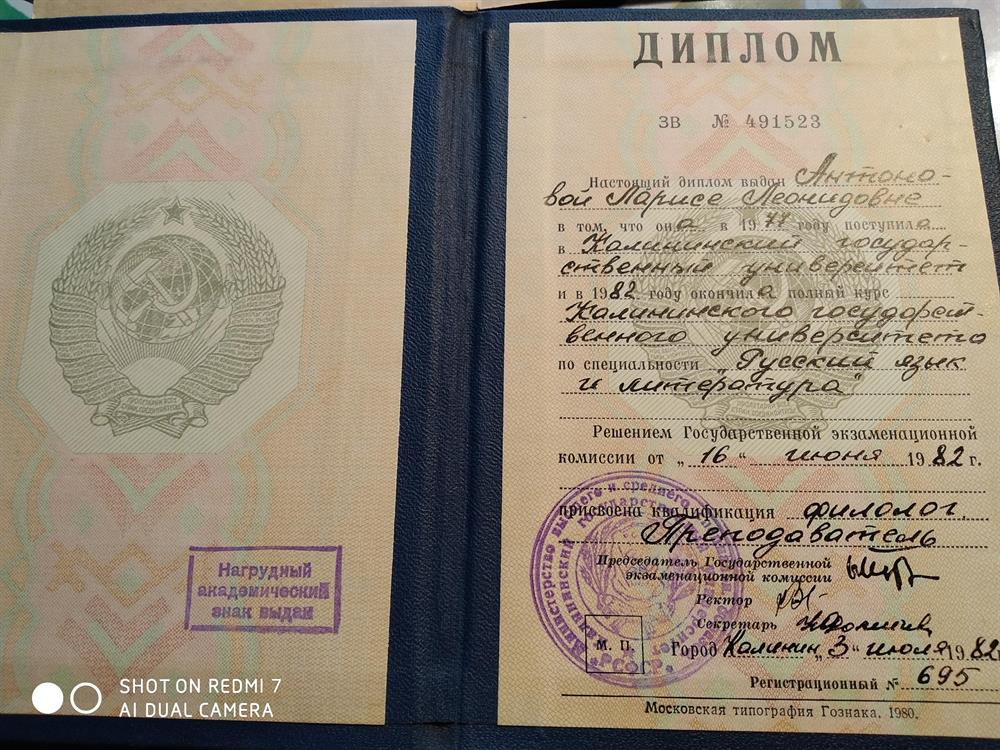 Нагрудный
академический
знак выдан
SHOT ON REDMI 7
AI DUAL CAMERA
ДИПЛОМ
ЗВ № 491523
Настоящий диплом выдан Антоно-
вой Ларисе Леонидовне
в том, что она в 1977 году поступила
в Калининский государ-
ственный университет
и в 1982 году окончила полный курс
Калининского государст-
венного университета
по специальности „Русский язык
и литература“
Решением Государственной экзаменационной
комиссии от „16“ июня 1982 г.
присвоена квалификация филолог.
Преподаватель
Председатель Государственной
экзаменационной комиссии
Ректор
Секретарь
М. П. Город Калинин „3“ июля 1982
Регистрационный № 695
Московская типография Гознака. 1980.